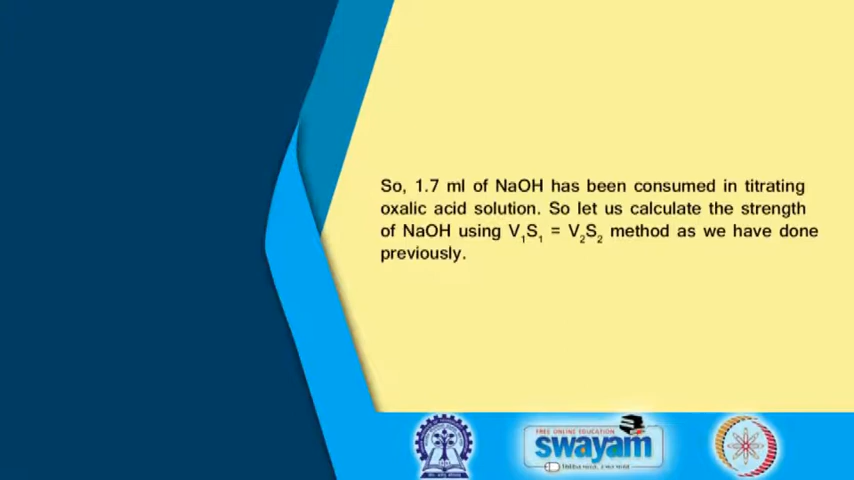 So, 1.7 ml of NaOH has been consumed in titrating
oxalic acid solution. So let us calculate the strength
of NaOH using V₁S₁ = V₂S₂ method as we have done
previously.
FREE ONLINE EDUCATION
swayam